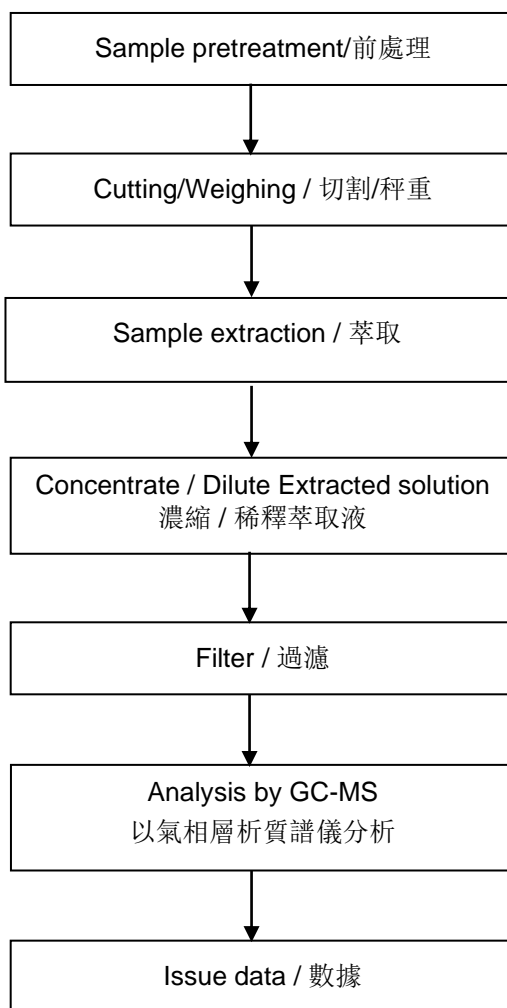 Sample pretreatment/前處理
Cutting/Weighing / 切割/秤重
Sample extraction / 萃取
Concentrate / Dilute Extracted solution
濃縮 / 稀釋萃取液
Filter / 過濾
Analysis by GC-MS
以氣相層析質譜儀分析
Issue data / 數據